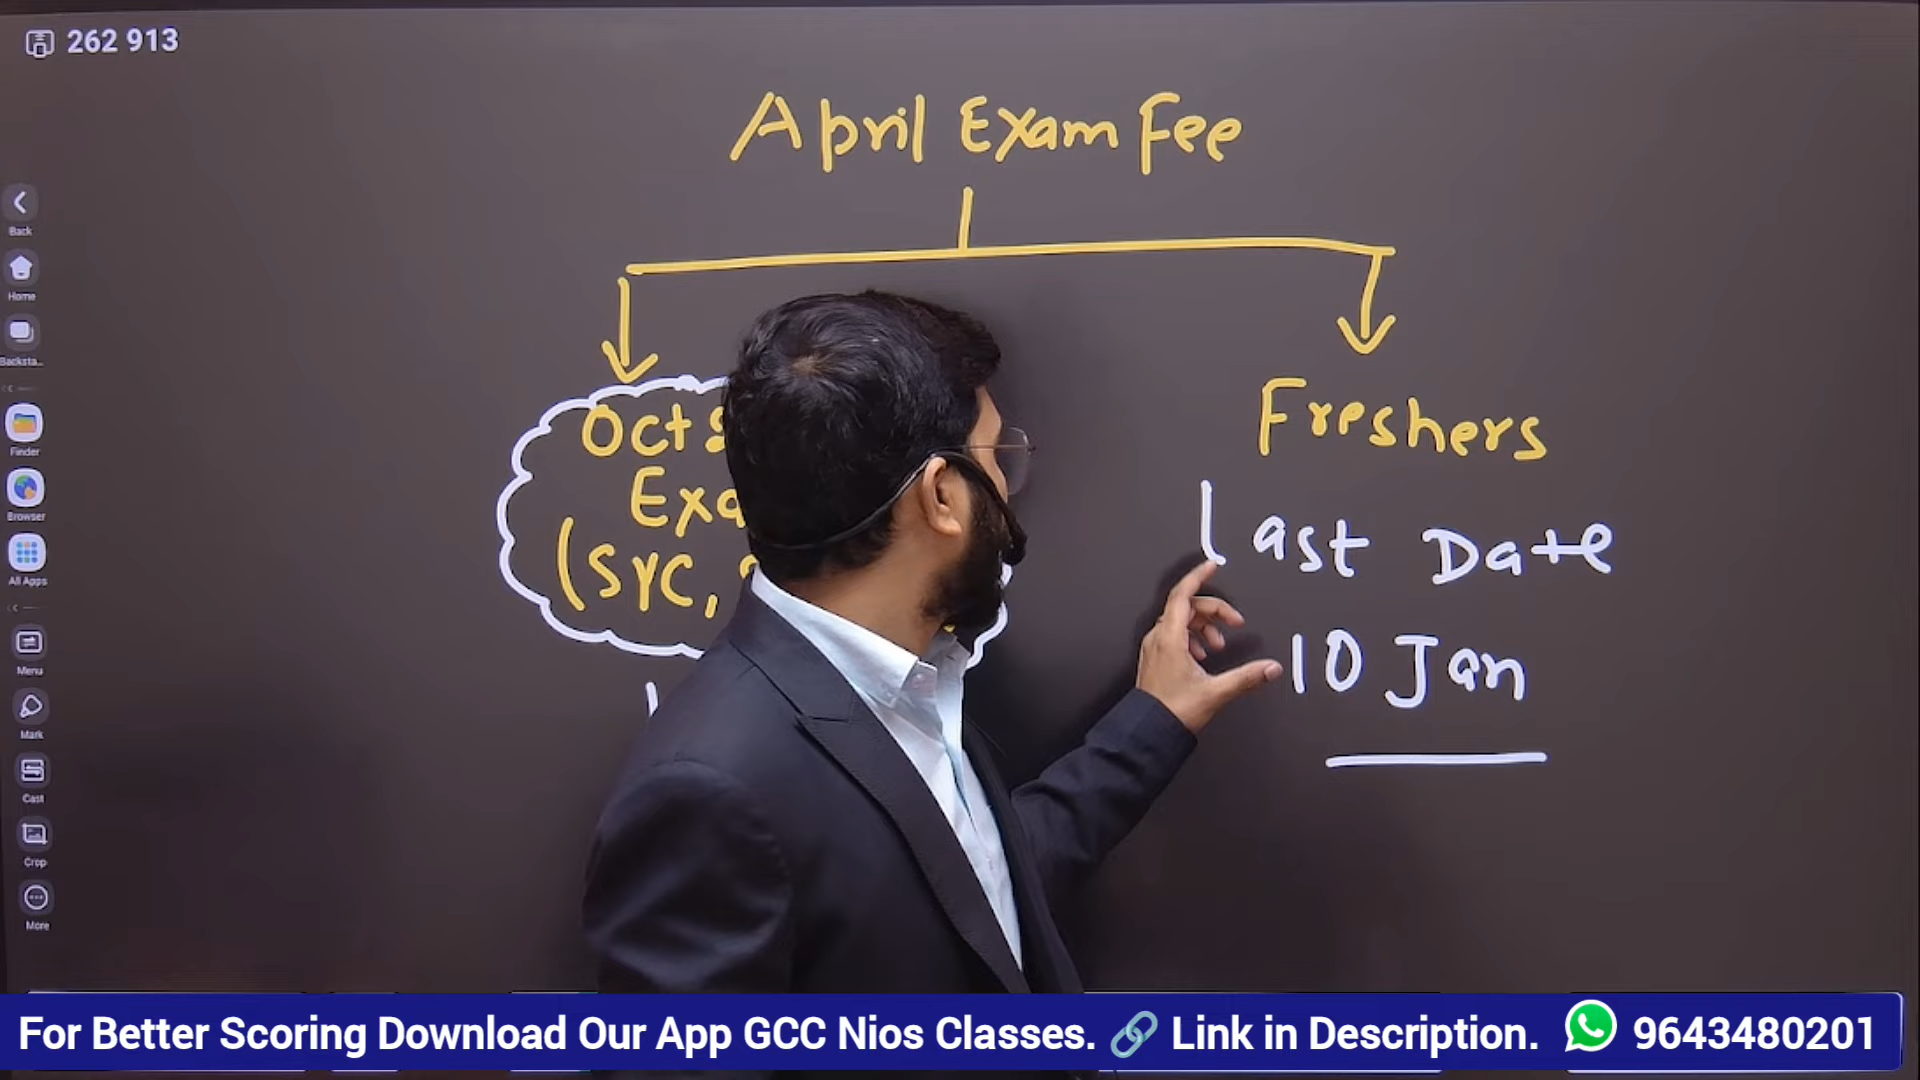 262 913
April Exam Fee
Back
Home
Backsta...
Finder
Browser
All Apps
Menu
Mark
Cast
Crop
More
Oct
(SYC,
Freshers
Last Date
10 Jan
For Better Scoring Download Our App GCC Nios Classes. Link in Description. 9643480201